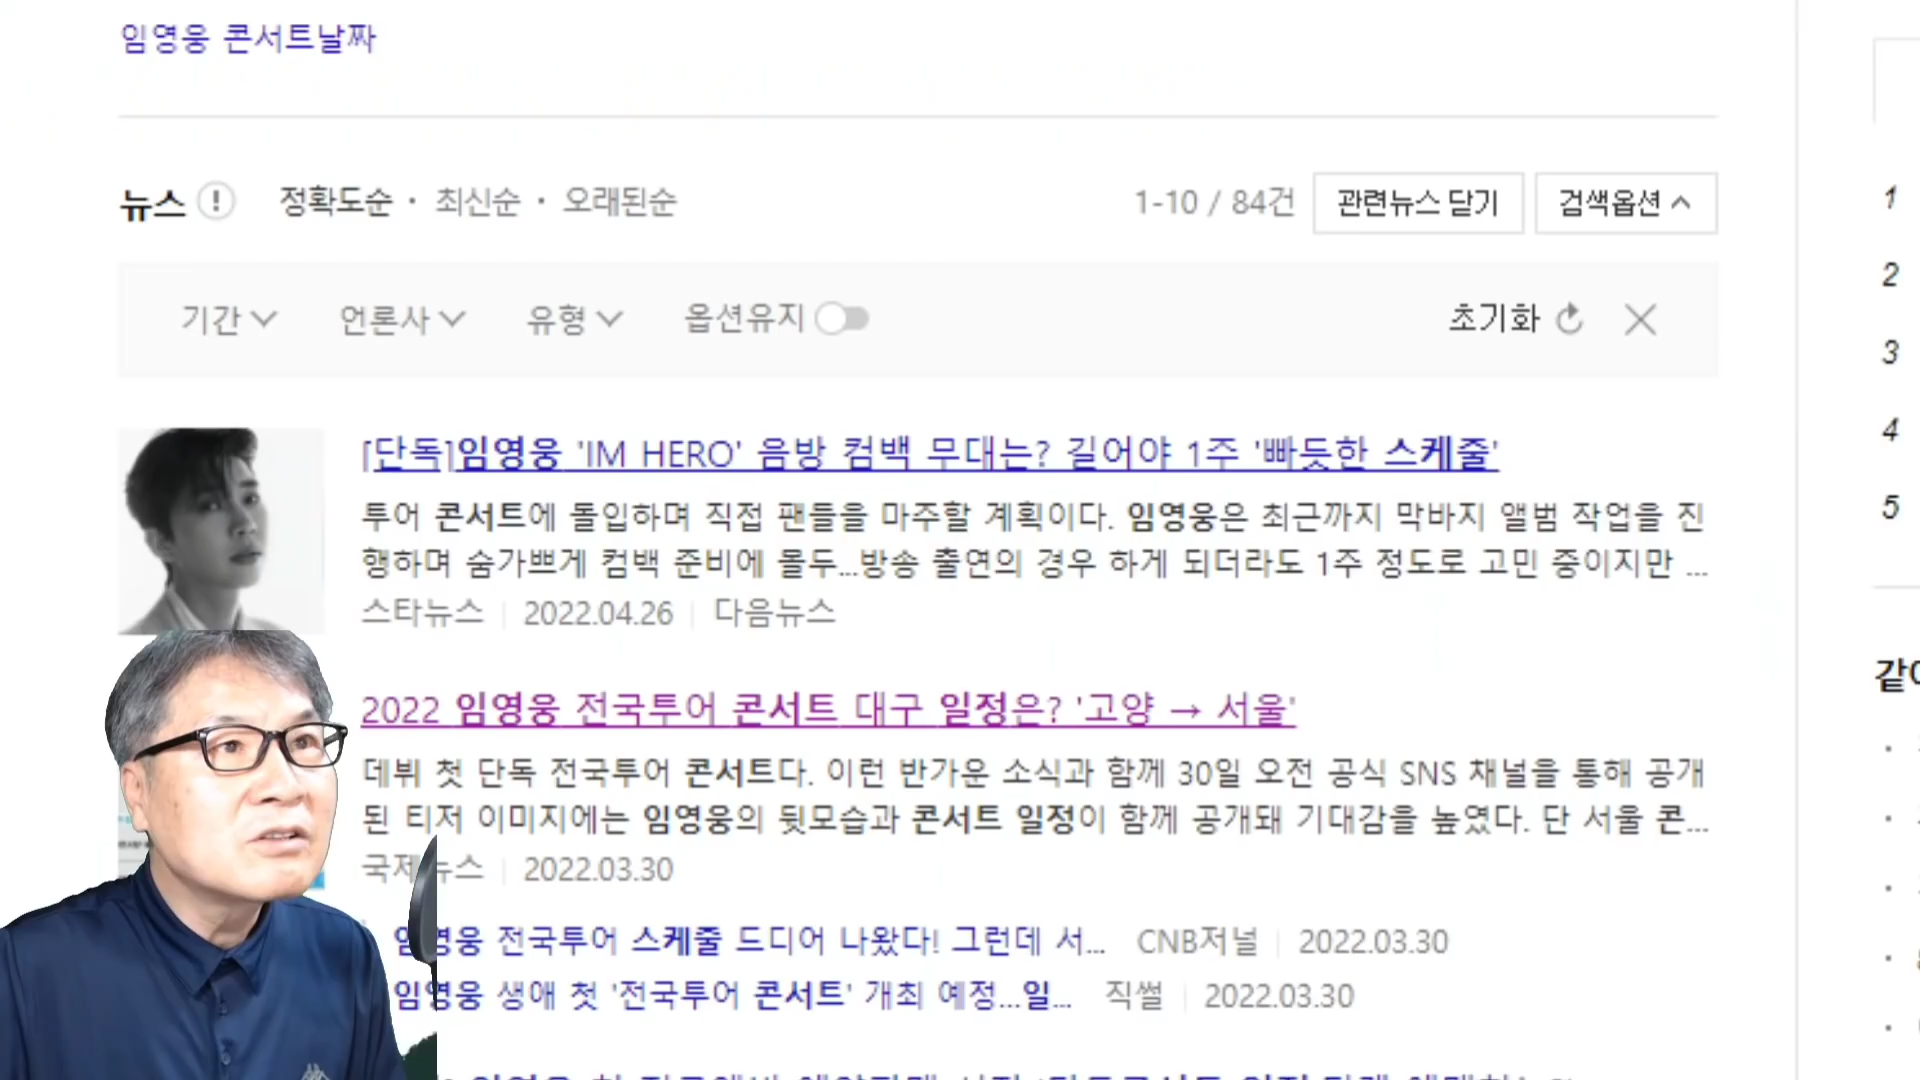 임영웅 콘서트날짜
뉴스 정확도순 · 최신순 · 오래된순 1-10 / 84건 관련뉴스 닫기 검색옵션
기간 언론사 유형 옵션유지 초기화
[단독]임영웅 'IM HERO' 음방 컴백 무대는? 길어야 1주 '빠듯한 스케줄'
투어 콘서트에 돌입하며 직접 팬들을 마주할 계획이다. 임영웅은 최근까지 막바지 앨범 작업을 진
행하며 숨가쁘게 컴백 준비에 몰두...방송 출연의 경우 하게 되더라도 1주 정도로 고민 중이지만 ...
스타뉴스 2022.04.26 다음뉴스
2022 임영웅 전국투어 콘서트 대구 일정은? '고양 → 서울'
데뷔 첫 단독 전국투어 콘서트다. 이런 반가운 소식과 함께 30일 오전 공식 SNS 채널을 통해 공개
된 티저 이미지에는 임영웅의 뒷모습과 콘서트 일정이 함께 공개돼 기대감을 높였다. 단 서울 콘...
국제뉴스 2022.03.30
임영웅 전국투어 스케줄 드디어 나왔다! 그런데 서... CNB저널 2022.03.30
임영웅 생애 첫 '전국투어 콘서트' 개최 예정...일... 직썰 2022.03.30
1
2
3
4
5